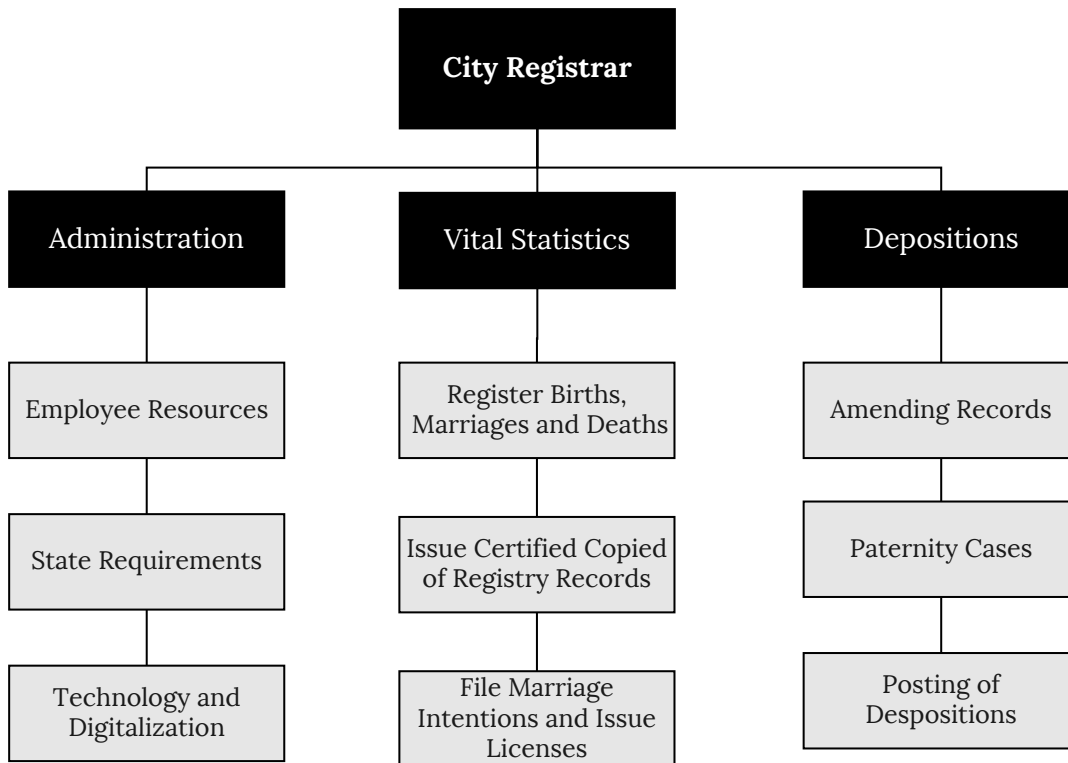 City Registrar
Administration
Vital Statistics
Depositions
Employee Resources
Register Births,
Marriages and Deaths
Amending Records
State Requirements
Issue Certified Copied
of Registry Records
Paternity Cases
Technology and
Digitalization
File Marriage
Intentions and Issue
Licenses
Posting of
Despositions